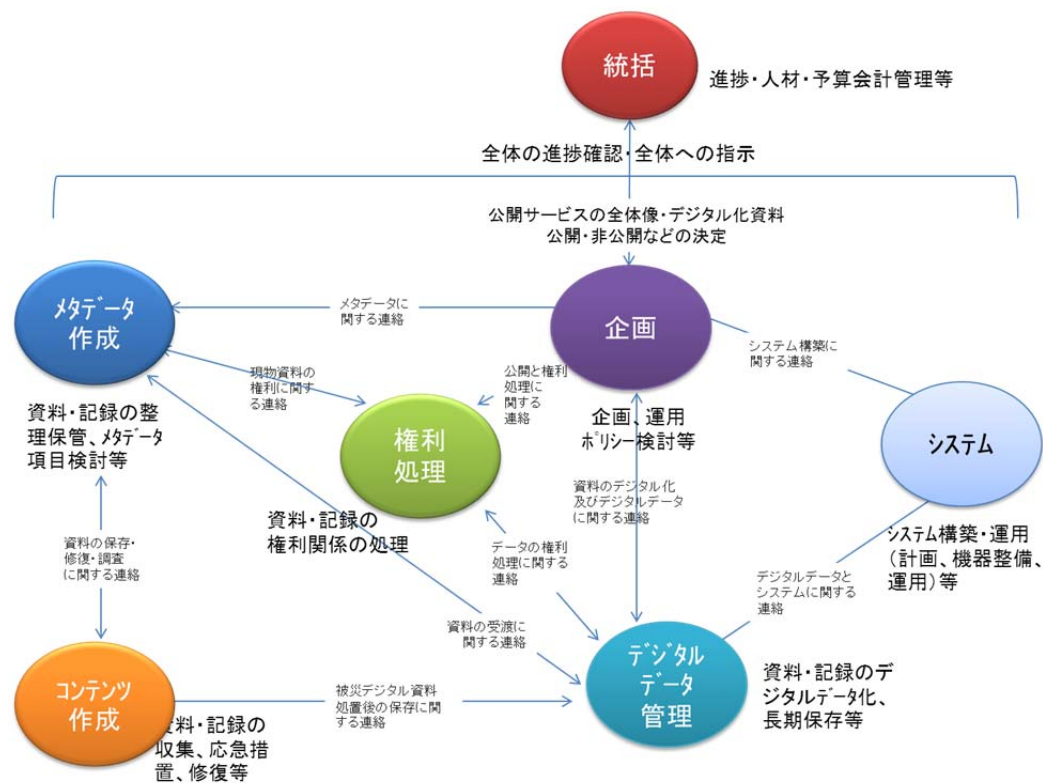 統括
進捗・人材・予算会計管理等
全体の進捗確認・全体への指示
公開サービスの全体像・デジタル化資料
公開・非公開などの決定
ﾒﾀﾃﾞｰﾀ
作成
メタデータに
関する連絡
企画
システム構築に
関する連絡
現物資料の
権利に関す
る連絡
公開と権利
処理に
関する
連絡
資料・記録の整
理保管、ﾒﾀﾃﾞｰﾀ
項目検討等
権利
処理
企画、運用
ﾎﾟﾘｼｰ検討等
システム
資料のデジタル化
及びデジタルデータ
に関する連絡
資料・記録の
権利関係の処理
資料の保存・
修復・調査
に関する連絡
データの権利
処理に関する
連絡
ｼｽﾃﾑ構築・運用
(計画、機器整備、
運用)等
デジタルデータと
システムに関する
連絡
資料の受渡に
関する連絡
ﾃﾞｼﾞﾀﾙ
データ
管理
資料・記録のデ
ジタルデータ化、
長期保存等
ｺﾝﾃﾝﾂ
作成
被災デジタル資料
処置後の保存に関
する連絡
資料・記録の
収集、応急措
置、修復等